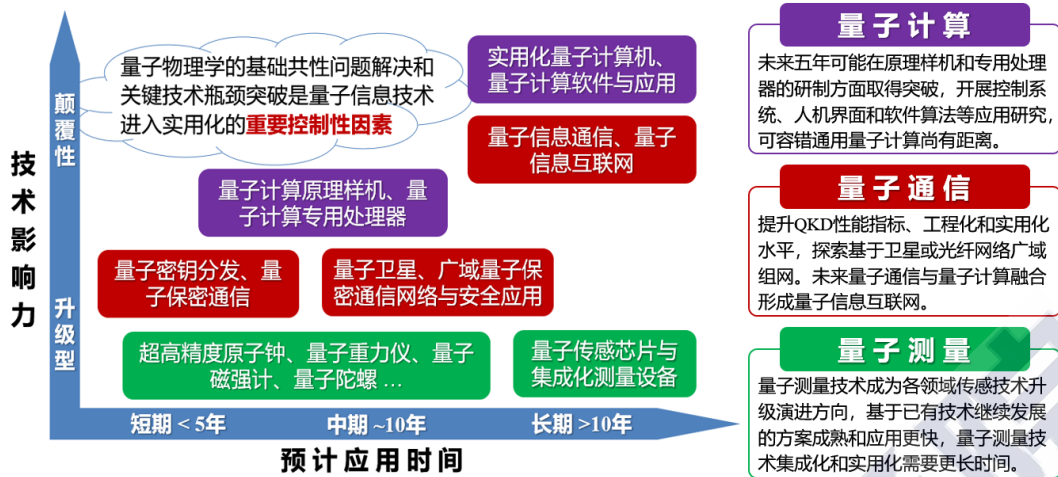 量子物理学的基础共性问题解决和
关键技术瓶颈突破是量子信息技术
进入实用化的重要控制性因素
实用化量子计算机、
量子计算软件与应用
量子信息通信、量子
信息互联网
量子计算原理样机、量
子计算专用处理器
量子密钥分发、量
子保密通信
量子卫星、广域量子保
密通信网络与安全应用
超高精度原子钟、量子重力仪、量子
磁强计、量子陀螺 ...
量子传感芯片与
集成化测量设备
技术影响力
颠覆性
升级型
短期 < 5年
中期 ~10年
长期 >10年
预计应用时间
量子计算
未来五年可能在原理样机和专用处理
器的研制方面取得突破，开展控制系
统、人机界面和软件算法等应用研究，
可容错通用量子计算尚有距离。
量子通信
提升QKD性能指标、工程化和实用化
水平，探索基于卫星或光纤网络广域
组网。未来量子通信与量子计算融合
形成量子信息互联网。
量子测量
量子测量技术成为各领域传感技术升
级演进方向，基于已有技术继续发展
的方案成熟和应用更快，量子测量技
术集成化和实用化需要更长时间。